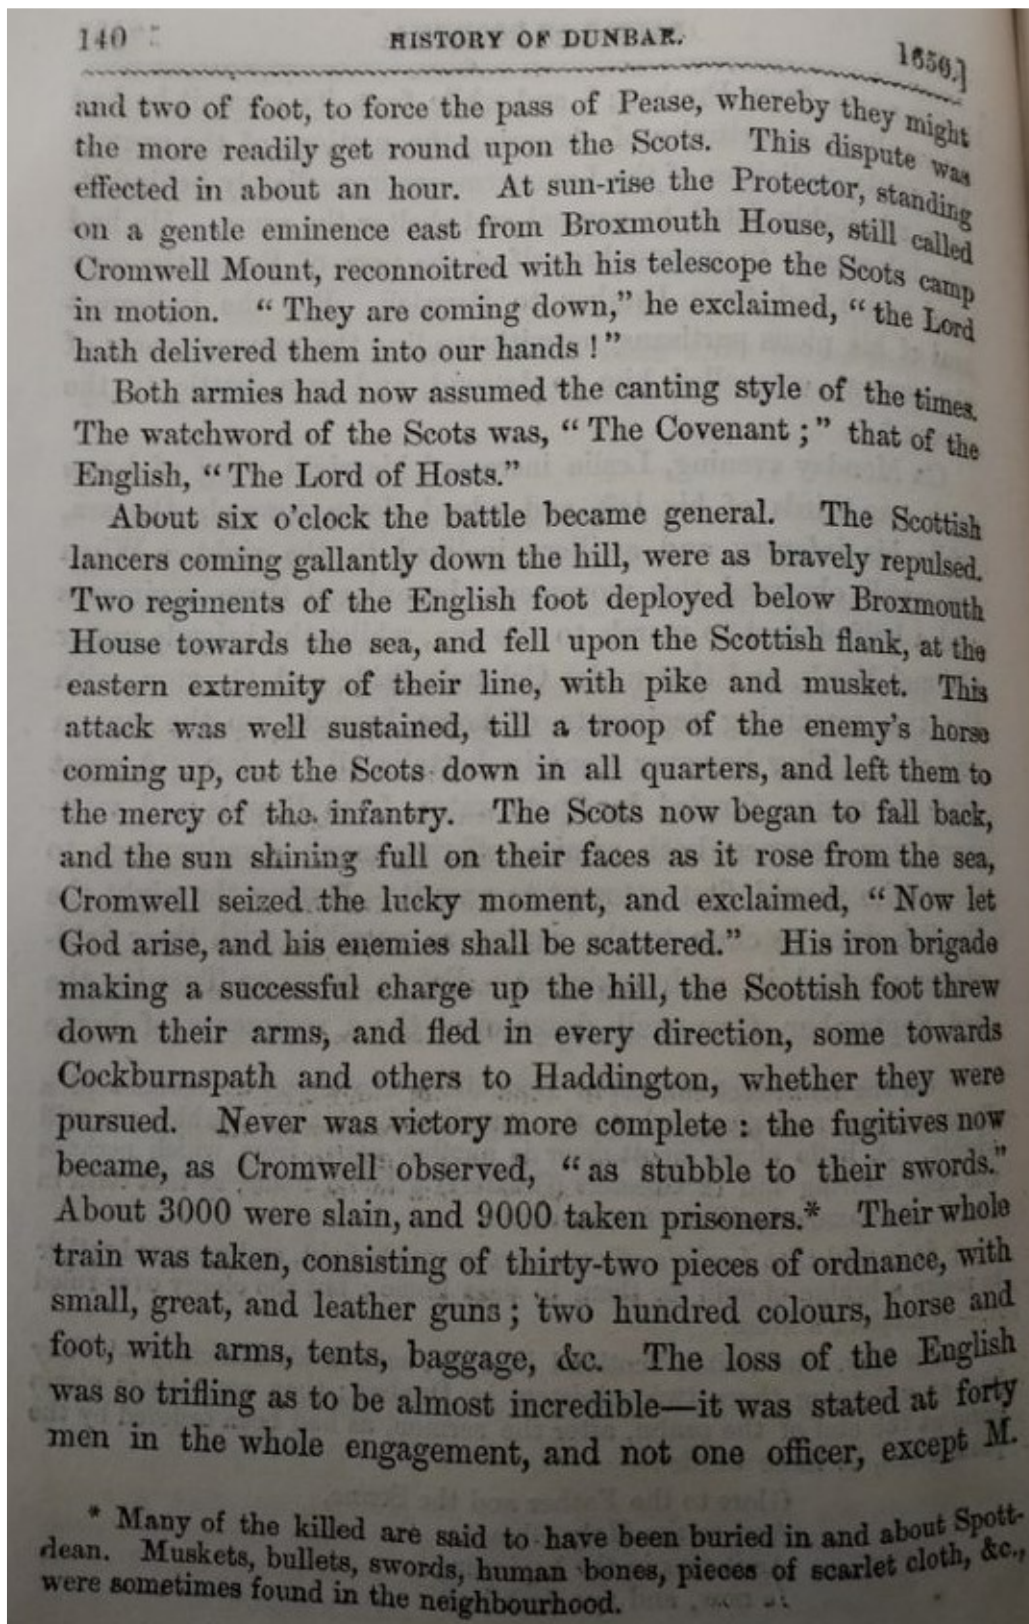 140 HISTORY OF DUNBAR. 1650.]
and two of foot, to force the pass of Pease, whereby they might
the more readily get round upon the Scots. This dispute was
effected in about an hour. At sun-rise the Protector, standing
on a gentle eminence east from Broxmouth House, still called
Cromwell Mount, reconnoitred with his telescope the Scots camp
in motion. “ They are coming down,” he exclaimed, “ the Lord
hath delivered them into our hands ! ”
Both armies had now assumed the canting style of the times.
The watchword of the Scots was, “ The Covenant ; ” that of the
English, “ The Lord of Hosts.”
About six o’clock the battle became general. The Scottish
lancers coming gallantly down the hill, were as bravely repulsed.
Two regiments of the English foot deployed below Broxmouth
House towards the sea, and fell upon the Scottish flank, at the
eastern extremity of their line, with pike and musket. This
attack was well sustained, till a troop of the enemy’s horse
coming up, cut the Scots down in all quarters, and left them to
the mercy of the infantry. The Scots now began to fall back,
and the sun shining full on their faces as it rose from the sea,
Cromwell seized the lucky moment, and exclaimed, “ Now let
God arise, and his enemies shall be scattered.” His iron brigade
making a successful charge up the hill, the Scottish foot threw
down their arms, and fled in every direction, some towards
Cockburnspath and others to Haddington, whether they were
pursued. Never was victory more complete : the fugitives now
became, as Cromwell observed, “ as stubble to their swords.”
About 3000 were slain, and 9000 taken prisoners.* Their whole
train was taken, consisting of thirty-two pieces of ordnance, with
small, great, and leather guns ; two hundred colours, horse and
foot, with arms, tents, baggage, &c. The loss of the English
was so trifling as to be almost incredible—it was stated at forty
men in the whole engagement, and not one officer, except M.
* Many of the killed are said to have been buried in and about Spott-
dean. Muskets, bullets, swords, human bones, pieces of scarlet cloth, &c.,
were sometimes found in the neighbourhood.